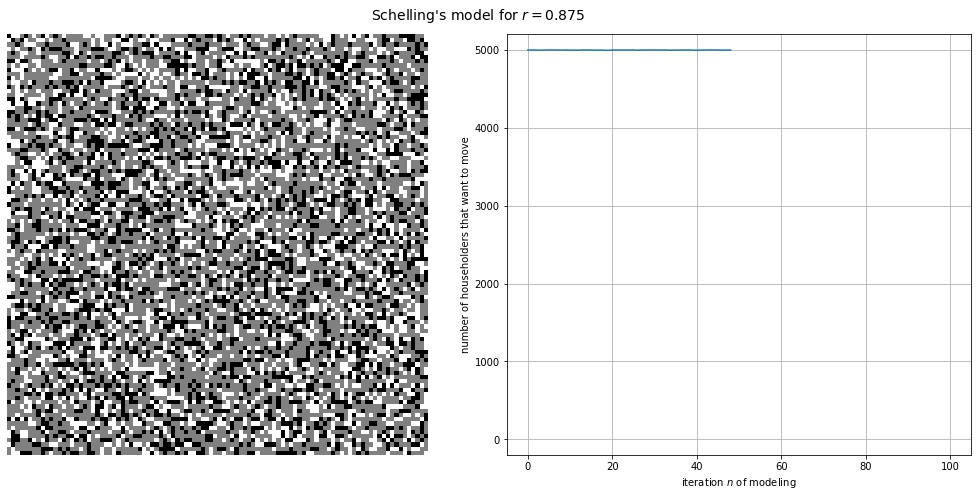 Schelling's model for r = 0.875
number of householders that want to move
5000
4000
3000
2000
1000
0
0 20 40 60 80 100
iteration n of modeling